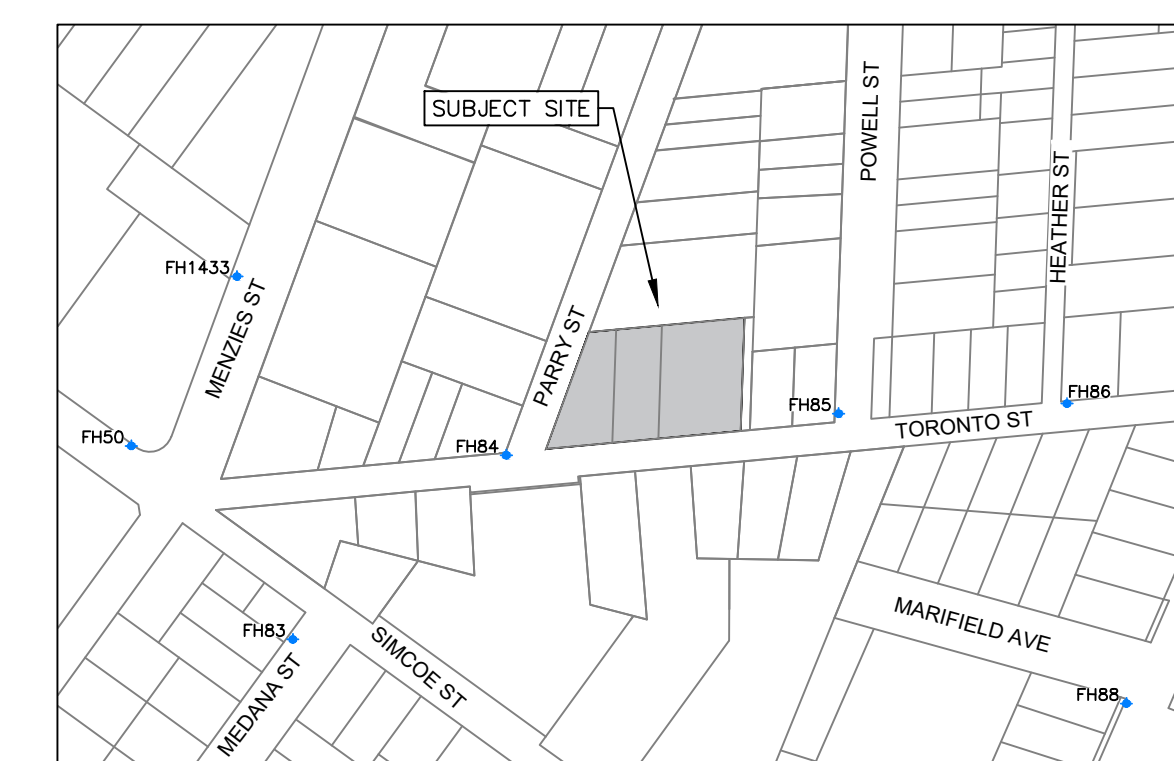 POWELL ST
SUBJECT SITE
HEATHER ST
FH1433
MENZIES ST
PARRY ST
FH86
FH85
TORONTO ST
FH50
FH84
MARIFIELD AVE
FH83
SIMCOE ST
MEDANA ST
FH88